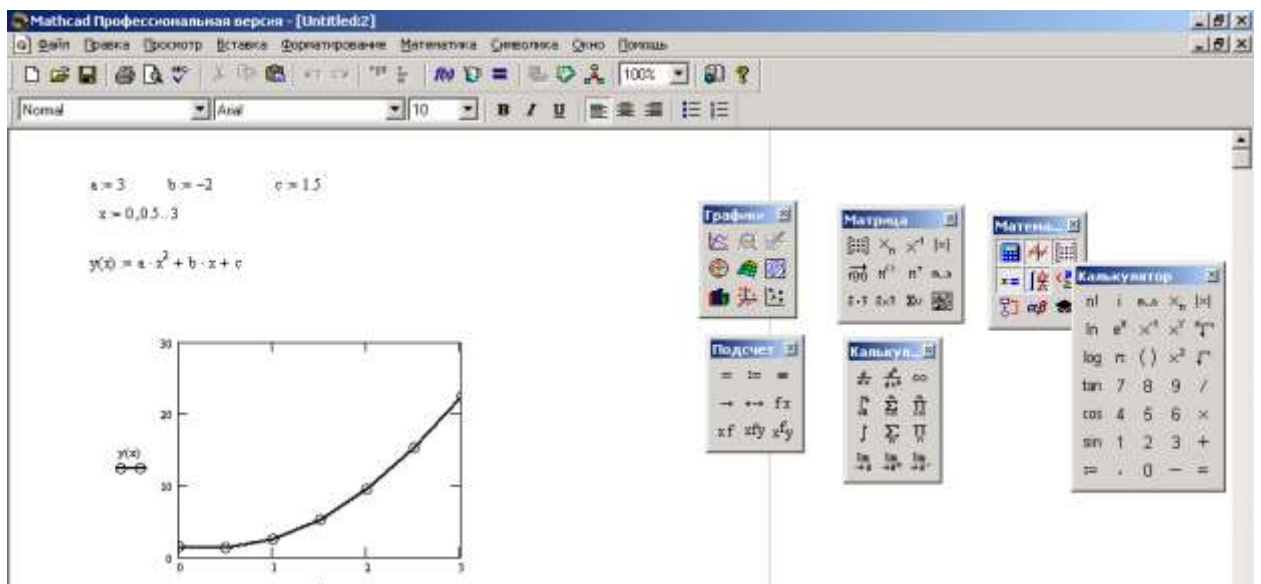 Mathcad Профессиональная версия - [Untitled:2]
Файл Правка Просмотр Вставка Форматирование Математика Символика Окно Помощь
100%
Normal Arial 10 B I U
a := 3 b := -2 c := 1.5
x := 0,0.5..3
y(x) := a · x² + b · x + c
Графики
Матрица
Матема...
Калькулятор
n! i m..n Xn |x|
ln e^x x^-1 x^Y
log π ( ) x²
tan 7 8 9 /
cos 4 5 6 ×
sin 1 2 3 +
:= . 0 − =
Подсчет
= := ≡
→ •→ fx
xf xfy x^f y
Калькул...
30
20
10
0
y(x)
0 1 2 3